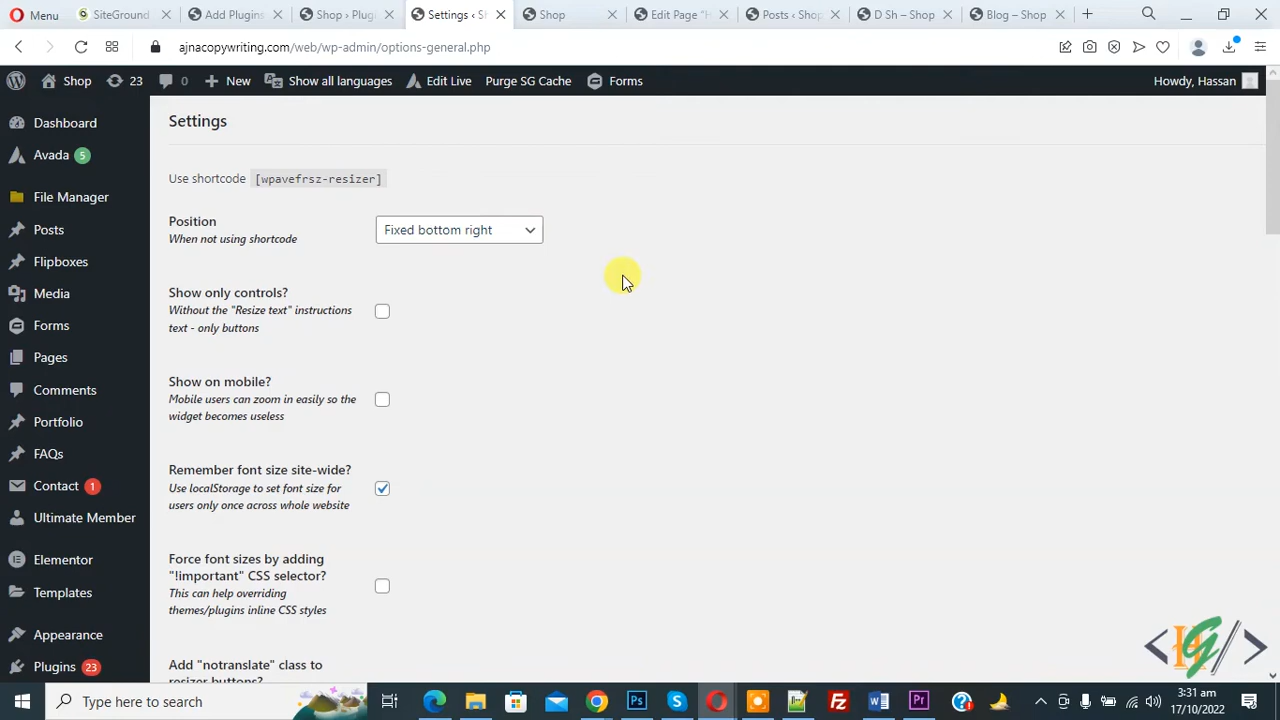 Menu
SiteGround
Add Plugins
Shop › Plugi
Settings ‹ S
Shop
Edit Page "H
Posts ‹ Shop
D Sh – Shop
Blog – Shop
ajnacopywriting.com/web/wp-admin/options-general.php
Shop
23
0
New
Show all languages
Edit Live
Purge SG Cache
Forms
Howdy, Hassan
Dashboard
Avada 5
File Manager
Posts
Flipboxes
Media
Forms
Pages
Comments
Portfolio
FAQs
Contact 1
Ultimate Member
Elementor
Templates
Appearance
Plugins 23
Settings
Use shortcode [wpavefrsz-resizer]
Position
When not using shortcode
Fixed bottom right
Show only controls?
Without the "Resize text" instructions
text - only buttons
Show on mobile?
Mobile users can zoom in easily so the
widget becomes useless
Remember font size site-wide?
Use localStorage to set font size for
users only once across whole website
Force font sizes by adding
"!important" CSS selector?
This can help overriding
themes/plugins inline CSS styles
Add "notranslate" class to
resizer buttons?
Type here to search
3:31 am
17/10/2022